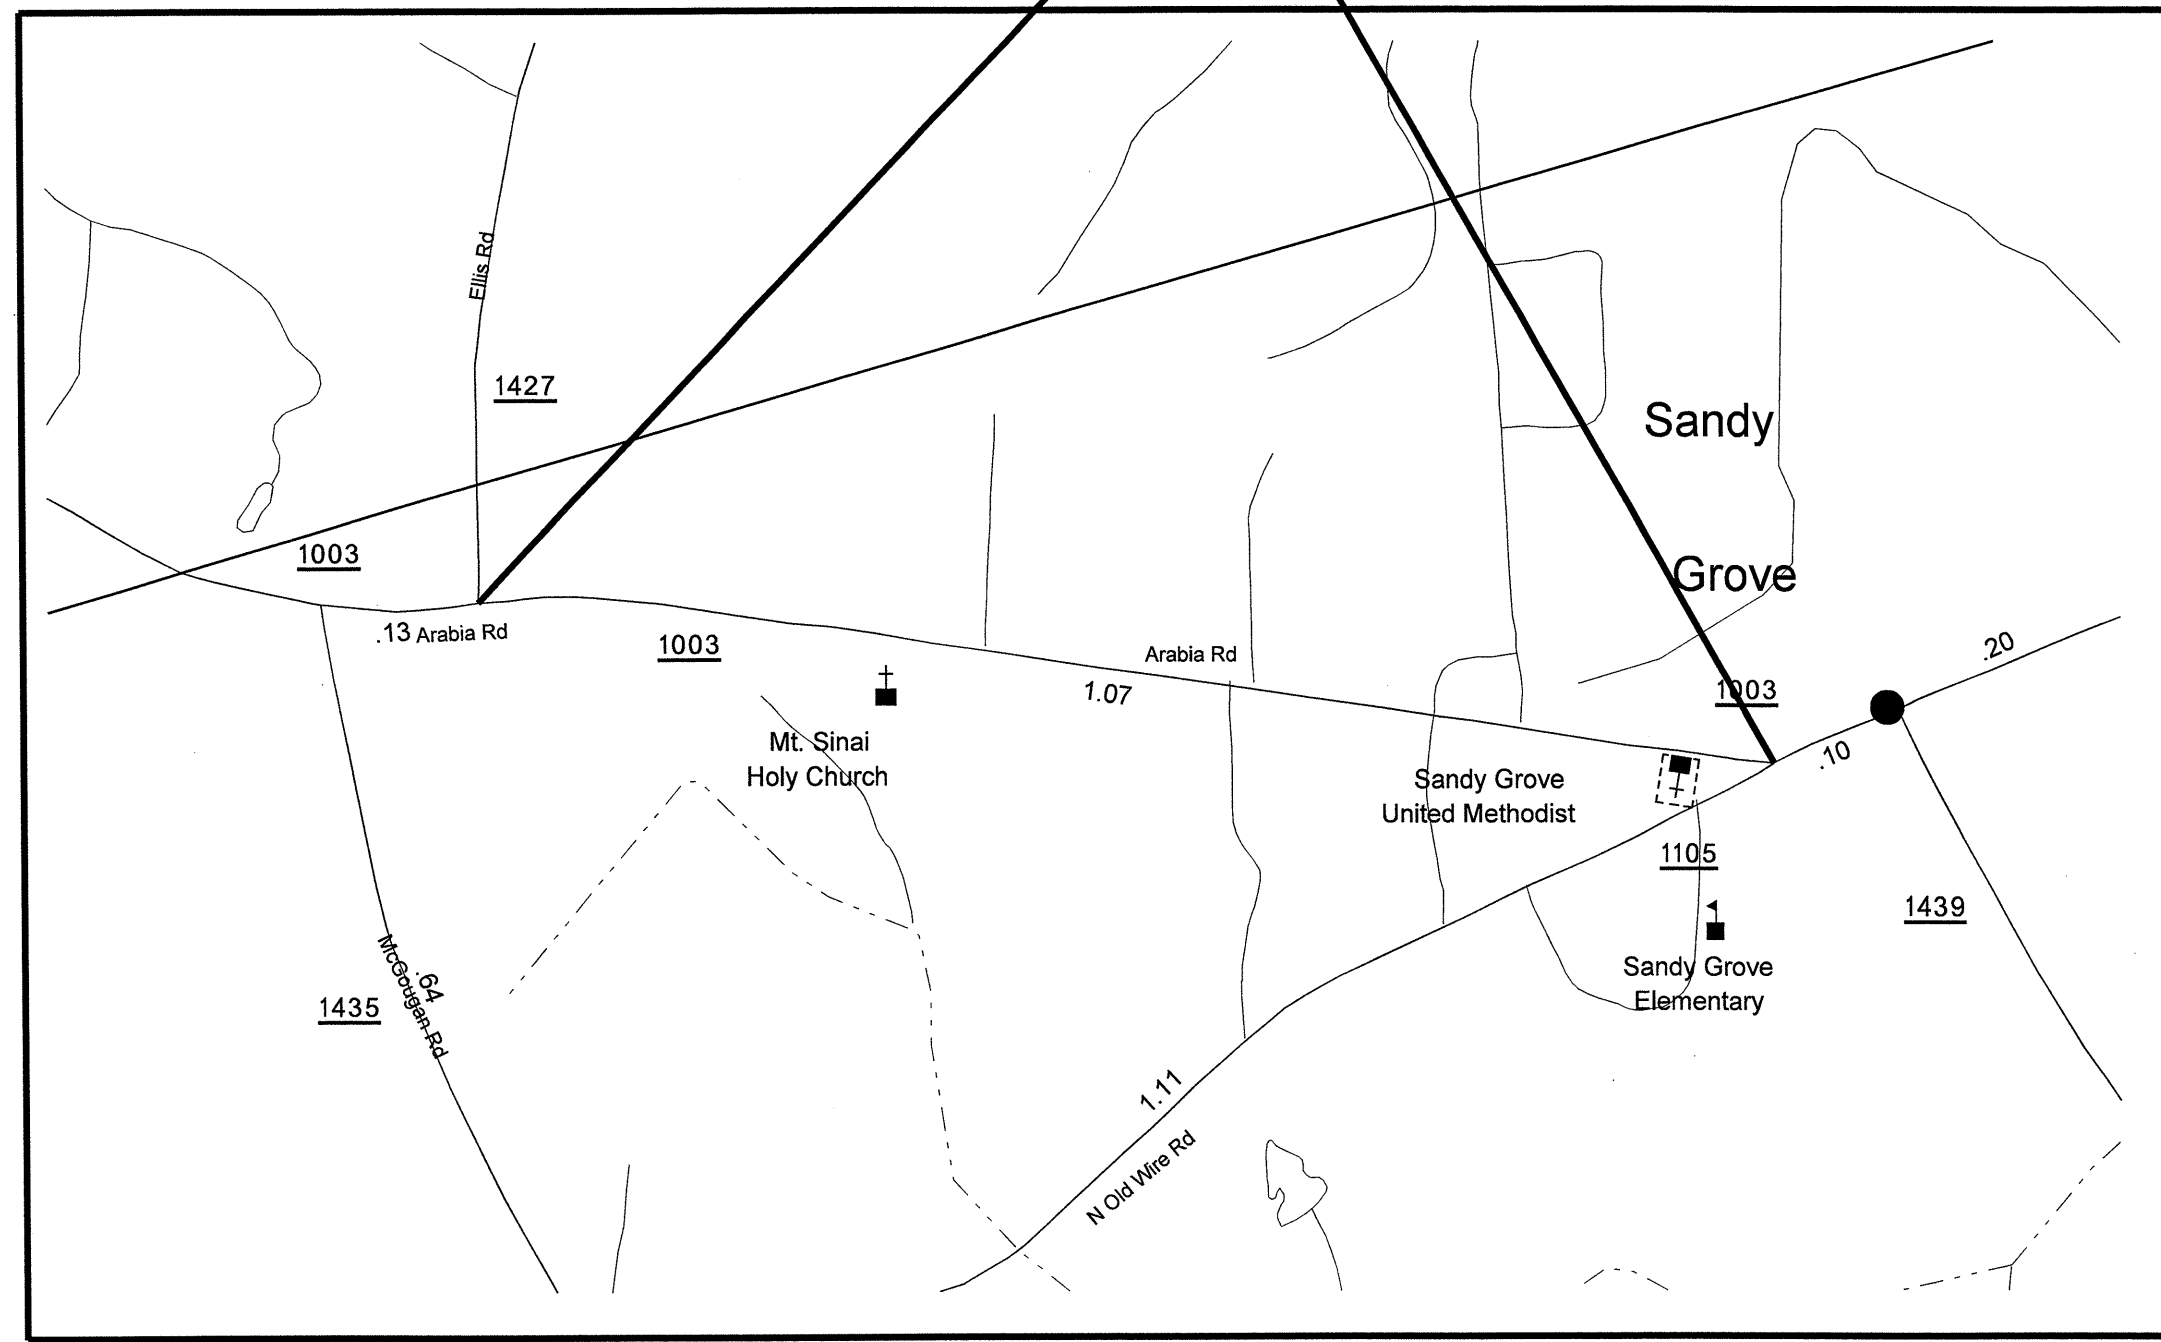 Ellis Rd
1427
Sandy
Grove
1003
.13 Arabia Rd
1003
Arabia Rd
1.07
1003
.20
.10
Mt. Sinai
Holy Church
Sandy Grove
United Methodist
1105
1439
Sandy Grove
Elementary
McGougan Rd
.64
1435
1.11
N Old Wire Rd